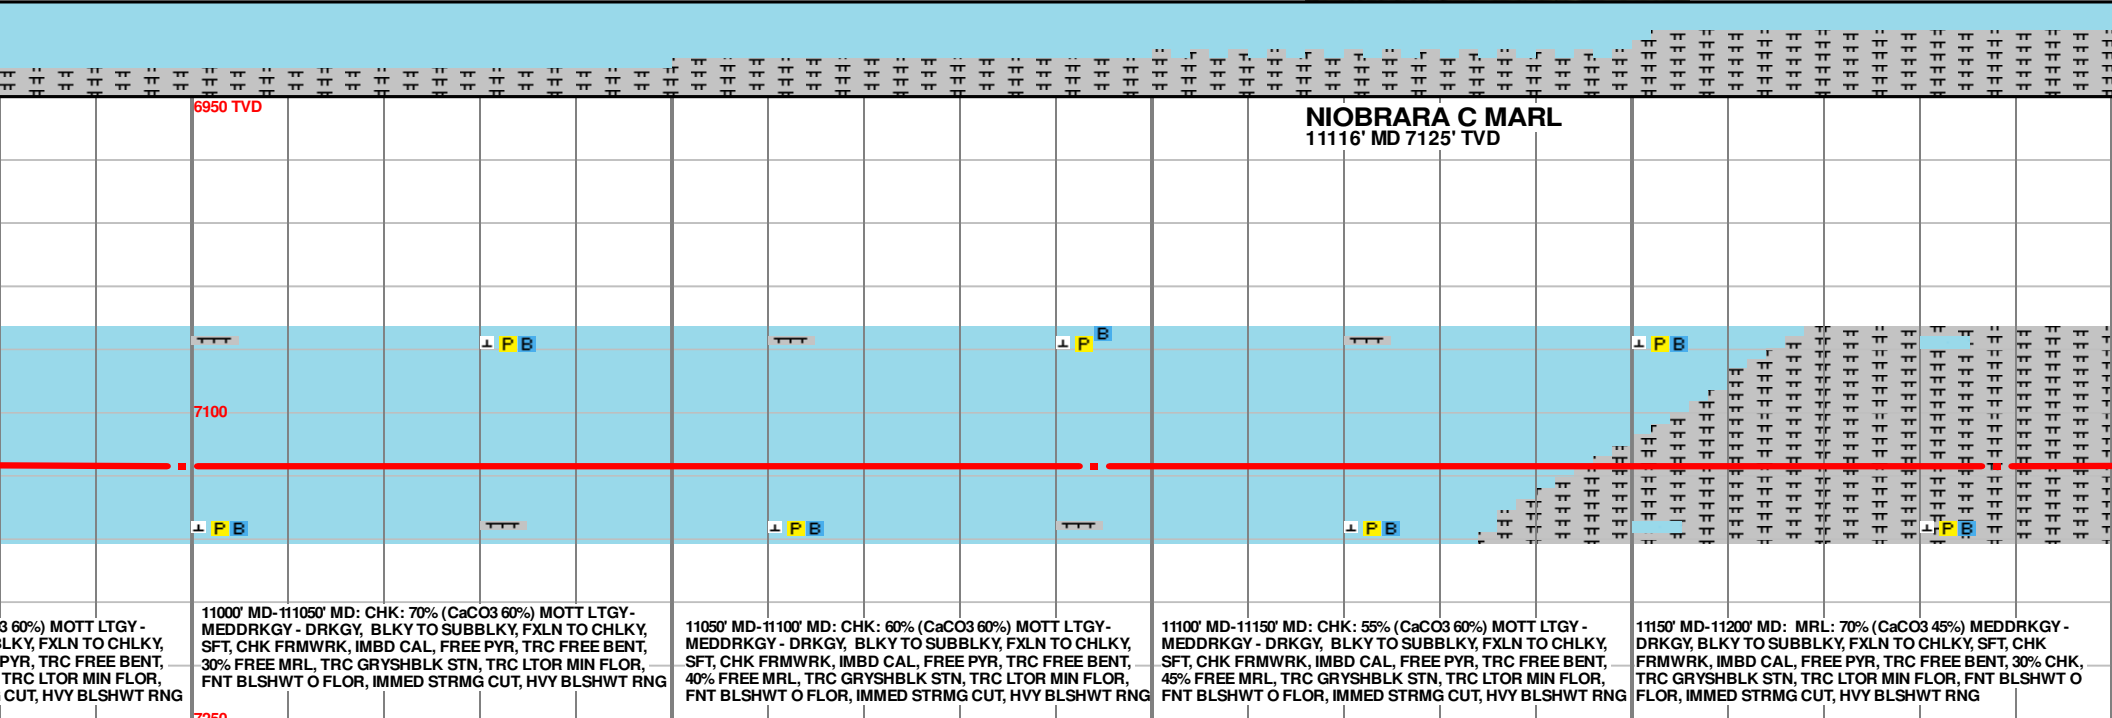 6950 TVD
NIOBRARA C MARL
11116' MD 7125' TVD
P B
P B
P B
7100
P B
P B
P B
P B
3 60%) MOTT LTGY -
BLKY, FXLN TO CHLKY,
PYR, TRC FREE BENT,
TRC LTOR MIN FLOR,
CUT, HVY BLSHWT RNG
11000' MD-111050' MD: CHK: 70% (CaCO3 60%) MOTT LTGY -
MEDDRKGY - DRKGY, BLKY TO SUBBLKY, FXLN TO CHLKY,
SFT, CHK FRMWRK, IMBD CAL, FREE PYR, TRC FREE BENT,
30% FREE MRL, TRC GRYSHBLK STN, TRC LTOR MIN FLOR,
FNT BLSHWT O FLOR, IMMED STRMG CUT, HVY BLSHWT RNG
11050' MD-11100' MD: CHK: 60% (CaCO3 60%) MOTT LTGY-
MEDDRKGY - DRKGY, BLKY TO SUBBLKY, FXLN TO CHLKY,
SFT, CHK FRMWRK, IMBD CAL, FREE PYR, TRC FREE BENT,
40% FREE MRL, TRC GRYSHBLK STN, TRC LTOR MIN FLOR,
FNT BLSHWT O FLOR, IMMED STRMG CUT, HVY BLSHWT RNG
11100' MD-11150' MD: CHK: 55% (CaCO3 60%) MOTT LTGY -
MEDDRKGY - DRKGY, BLKY TO SUBBLKY, FXLN TO CHLKY,
SFT, CHK FRMWRK, IMBD CAL, FREE PYR, TRC FREE BENT,
45% FREE MRL, TRC GRYSHBLK STN, TRC LTOR MIN FLOR,
FNT BLSHWT O FLOR, IMMED STRMG CUT, HVY BLSHWT RNG
11150' MD-11200' MD: MRL: 70% (CaCO3 45%) MEDDRKGY -
DRKGY, BLKY TO SUBBLKY, FXLN TO CHLKY, SFT, CHK
FRMWRK, IMBD CAL, FREE PYR, TRC FREE BENT, 30% CHK,
TRC GRYSHBLK STN, TRC LTOR MIN FLOR, FNT BLSHWT O
FLOR, IMMED STRMG CUT, HVY BLSHWT RNG
7250